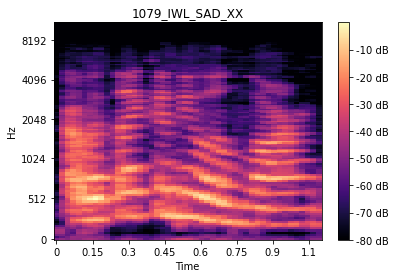 1079_IWL_SAD_XX
8192
4096
2048
1024
512
0
Hz
0
0.15
0.3
0.45
0.6
0.75
0.9
1.1
Time
-10 dB
-20 dB
-30 dB
-40 dB
-50 dB
-60 dB
-70 dB
-80 dB